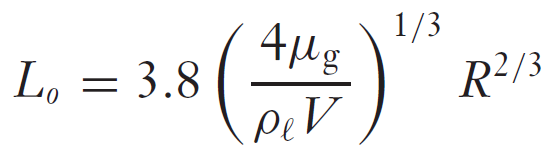 L_o = 3.8 (4μ_g / ρ_ℓ V)^{1/3} R^{2/3}